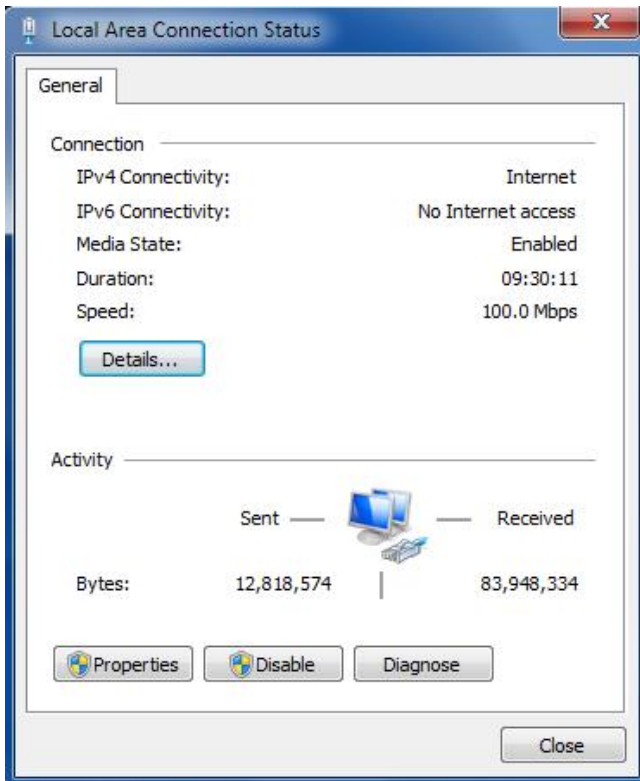 Local Area Connection Status
General
Connection
IPv4 Connectivity: Internet
IPv6 Connectivity: No Internet access
Media State: Enabled
Duration: 09:30:11
Speed: 100.0 Mbps
Details...
Activity
Sent Received
Bytes: 12,818,574 83,948,334
Properties Disable Diagnose
Close